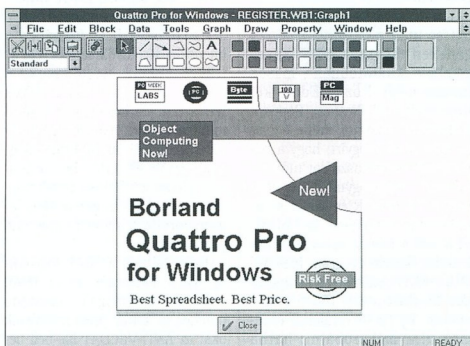 Quattro Pro for Windows - REGISTER.WB1:Graph1
File Edit Block Data Tools Graph Draw Property Window Help
A
Standard
PC WEEK
LABS
PC
Byte
100
PC
Mag
Object
Computing
Now!
New!
Borland
Quattro Pro
for Windows
Risk Free
Best Spreadsheet. Best Price.
Close
NUM READY